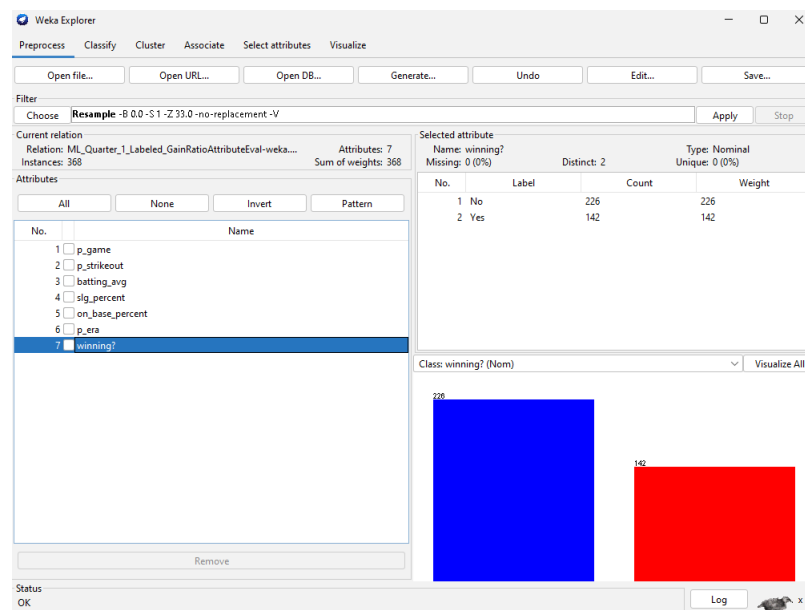 Weka Explorer
Preprocess Classify Cluster Associate Select attributes Visualize
Open file... Open URL... Open DB... Generate... Undo Edit... Save...
Filter
Choose Resample -B 0.0 -S 1 -Z 33.0 -no-replacement -V Apply Stop
Current relation
Relation: ML_Quarter_1_Labeled_GainRatioAttributeEval-weka.... Attributes: 7
Instances: 368 Sum of weights: 368
Attributes
All None Invert Pattern
No. Name
1 p_game
2 p_strikeout
3 batting_avg
4 slg_percent
5 on_base_percent
6 p_era
7 winning?
Remove
Selected attribute
Name: winning? Type: Nominal
Missing: 0 (0%) Distinct: 2 Unique: 0 (0%)
No. Label Count Weight
1 No 226 226
2 Yes 142 142
Class: winning? (Nom) Visualize All
226
142
Status
OK Log x